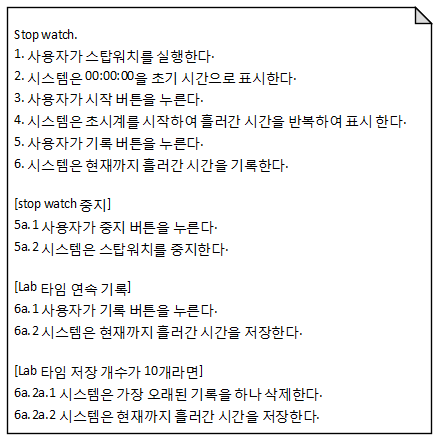 Stop watch.
1. 사용자가 스탑워치를 실행한다.
2. 시스템은 00:00:00을 초기 시간으로 표시한다.
3. 사용자가 시작 버튼을 누른다.
4. 시스템은 초시계를 시작하여 흘러간 시간을 반복하여 표시 한다.
5. 사용자가 기록 버튼을 누른다.
6. 시스템은 현재까지 흘러간 시간을 기록한다.
[stop watch 중지]
5a.1 사용자가 중지 버튼을 누른다.
5a.2 시스템은 스탑워치를 중지한다.
[Lab 타임 연속 기록]
6a.1 사용자가 기록 버튼을 누른다.
6a.2 시스템은 현재까지 흘러간 시간을 저장한다.
[Lab 타임 저장 개수가 10개라면]
6a.2a.1 시스템은 가장 오래된 기록을 하나 삭제한다.
6a.2a.2 시스템은 현재까지 흘러간 시간을 저장한다.